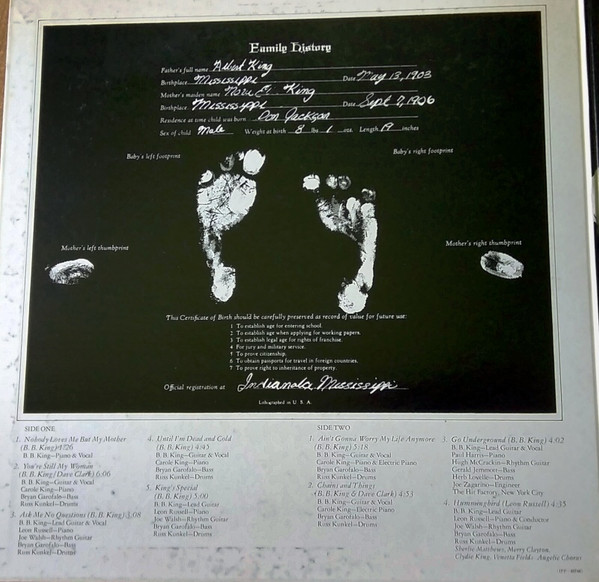 Family History
Father's full name Albert King
Birthplace Mississippi Date May 13, 1903
Mother's maiden name Nora El King
Birthplace Mississippi Date Sept 7, 1906
Residence at time child was born Don Jackson
Sex of child Male Weight at birth 8 lbs 1 ozs. Length 19 inches
Baby's left footprint Baby's right footprint
Mother's left thumbprint Mother's right thumbprint
This Certificate of Birth should be carefully preserved as record of value for future use:
1 To establish age for entering school.
2 To establish age when applying for working papers.
3 To establish legal age for rights of franchise.
4 For jury and military service.
5 To prove citizenship.
6 To obtain passports for travel in foreign countries.
7 To prove right to inheritance of property.
Official registration at Indianola Mississippi
Lithographed in U. S. A.
SIDE ONE
1. Nobody Loves Me But My Mother
(B. B. King) 1:26
B. B. King—Piano & Vocal
2. You're Still My Woman
(B. B. King/Dave Clark) 6:06
B. B. King—Guitar & Vocal
Carole King—Piano
Bryan Garofalo—Bass
Russ Kunkel—Drums
3. Ask Me No Questions (B. B. King) 3:08
B. B. King—Lead Guitar & Vocal
Leon Russell—Piano
Joe Walsh—Rhythm Guitar
Bryan Garofalo—Bass
Russ Kunkel—Drums
4. Until I'm Dead and Cold
(B. B. King) 4:45
B. B. King—Guitar & Vocal
Carole King—Piano
Bryan Garofalo—Bass
Russ Kunkel—Drums
5. King's Special
(B. B. King) 5:00
B. B. King—Lead Guitar
Leon Russell—Piano
Joe Walsh—Rhythm Guitar
Bryan Garofalo—Bass
Russ Kunkel—Drums
SIDE TWO
1. Ain't Gonna Worry My Life Anymore
(B. B. King) 5:18
B. B. King—Guitar & Vocal
Carole King—Piano & Electric Piano
Bryan Garofalo—Bass
Russ Kunkel—Drums
2. Chains and Things
(B. B. King & Dave Clark) 4:53
B. B. King—Guitar & Vocal
Carole King—Electric Piano
Bryan Garofalo—Bass
Russ Kunkel—Drums
3. Go Underground (B. B. King) 4:02
B. B. King—Lead Guitar & Vocal
Paul Harris—Piano
Hugh McCracklin—Rhythm Guitar
Gerald Jemmott—Bass
Herb Lovelle—Drums
Joe Zagarino—Engineer
The Hit Factory, New York City
4. Hummingbird (Leon Russell) 4:35
B. B. King—Lead Guitar & Vocal
Leon Russell—Piano & Conductor
Joe Walsh—Rhythm Guitar
Bryan Garofalo—Bass
Russ Kunkel—Drums
Sherlie Matthews, Merry Clayton,
Clydie King, Venetta Fields—Angelic Chorus